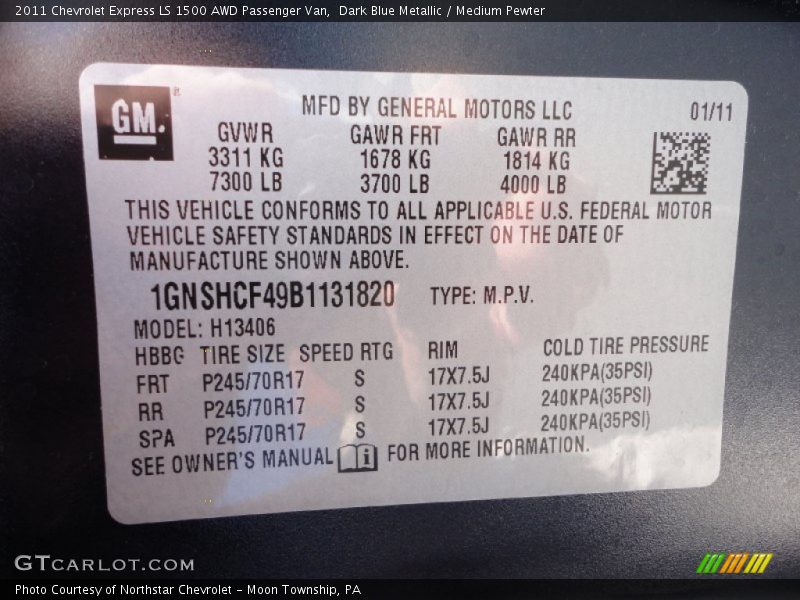 2011 Chevrolet Express LS 1500 AWD Passenger Van,  Dark Blue Metallic / Medium Pewter
GM ®
MFD BY GENERAL MOTORS LLC 01/11
GVWR GAWR FRT GAWR RR
3311 KG 1678 KG 1814 KG
7300 LB 3700 LB 4000 LB
THIS VEHICLE CONFORMS TO ALL APPLICABLE U.S. FEDERAL MOTOR
VEHICLE SAFETY STANDARDS IN EFFECT ON THE DATE OF
MANUFACTURE SHOWN ABOVE.
1GNSHCF49B1131820 TYPE: M.P.V.
MODEL: H13406
HBBG TIRE SIZE SPEED RTG RIM COLD TIRE PRESSURE
FRT P245/70R17 S 17X7.5J 240KPA(35PSI)
RR P245/70R17 S 17X7.5J 240KPA(35PSI)
SPA P245/70R17 S 17X7.5J 240KPA(35PSI)
SEE OWNER'S MANUAL i FOR MORE INFORMATION.
GTCARLOT.COM
Photo Courtesy of Northstar Chevrolet - Moon Township, PA